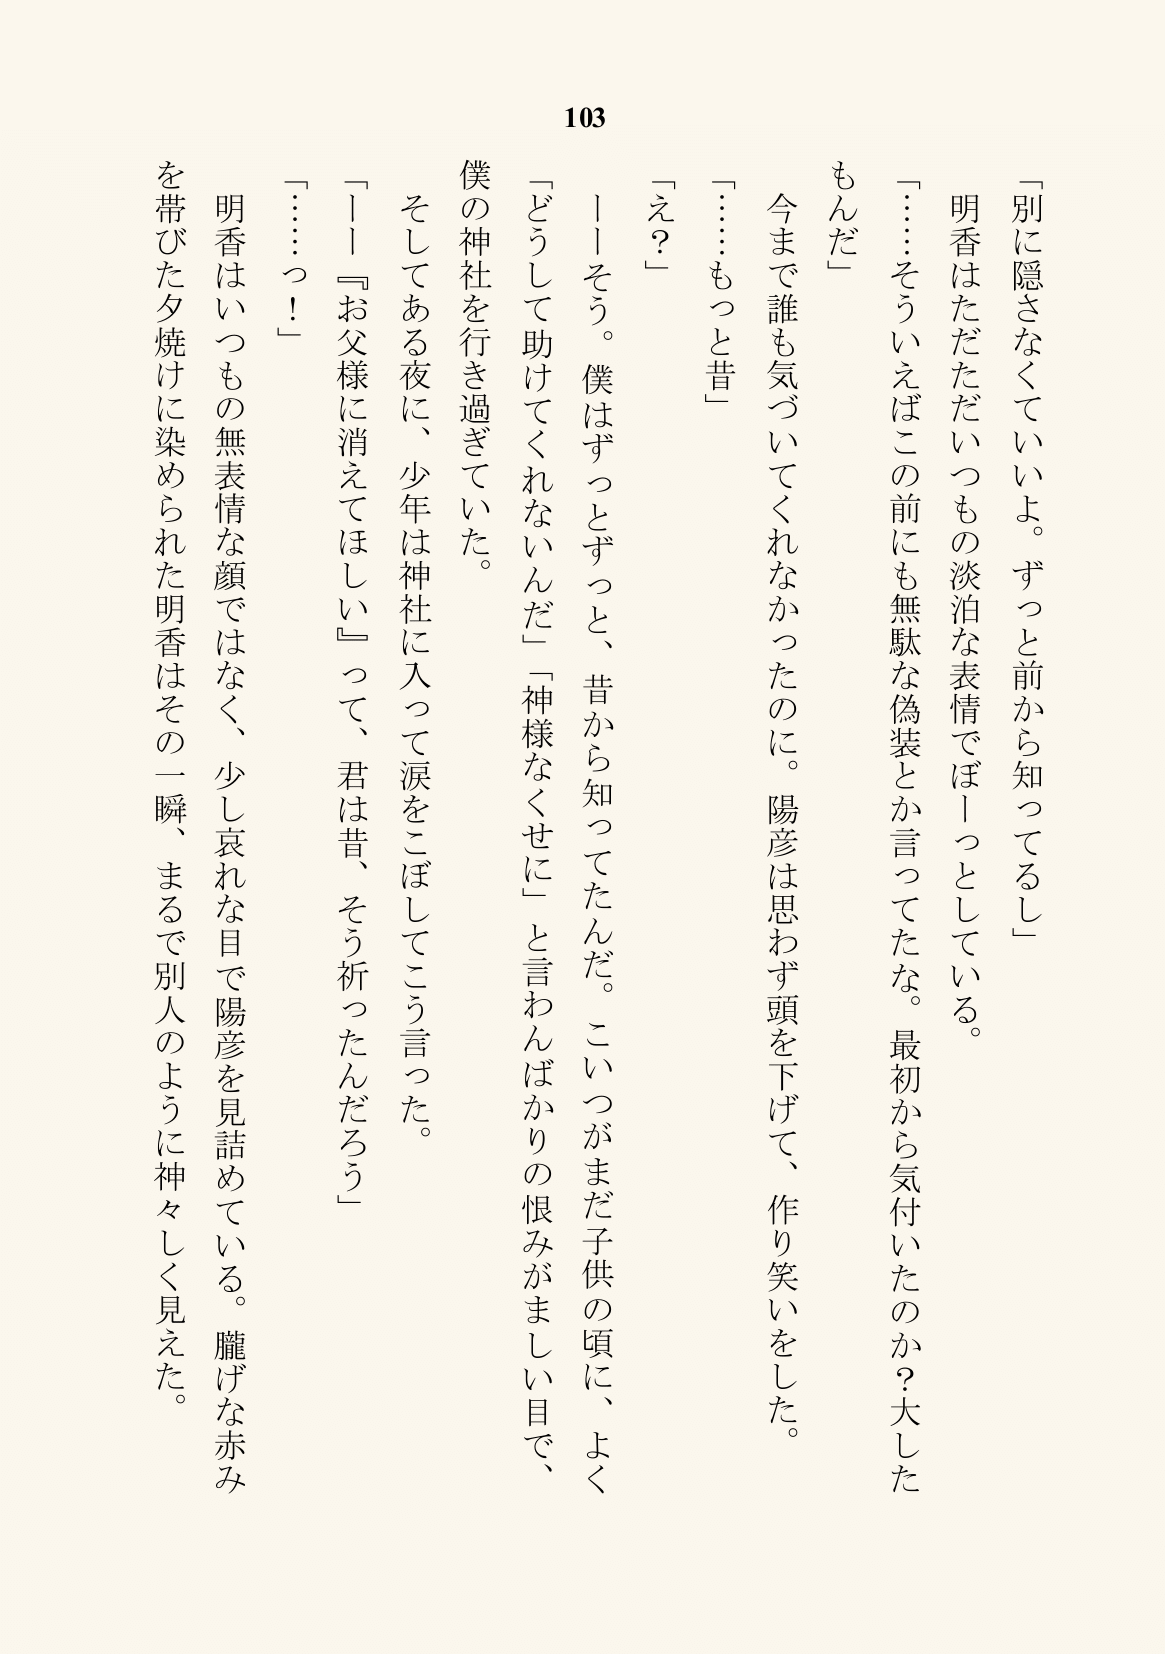 103
「別に隠さなくていいよ。ずっと前から知ってるし」
明香はただただいつもの淡泊な表情でぼーっとしている。
「……そういえばこの前にも無駄な偽装とか言ってたな。最初から気付いたのか？大した
もんだ」
今まで誰も気づいてくれなかったのに。陽彦は思わず頭を下げて、作り笑いをした。
「……もっと昔」
「え？」
ーーそう。僕はずっとずっと、昔から知ってたんだ。こいつがまだ子供の頃に、よく
「どうして助けてくれないんだ」「神様なくせに」と言わんばかりの恨みがましい目で、
僕の神社を行き過ぎていた。
そしてある夜に、少年は神社に入って涙をこぼしてこう言った。
「ーー『お父様に消えてほしい』って、君は昔、そう祈ったんだろう」
「……っ！」
明香はいつもの無表情な顔ではなく、少し哀れな目で陽彦を見詰めている。朧げな赤み
を帯びた夕焼けに染められた明香はその一瞬、まるで別人のように神々しく見えた。